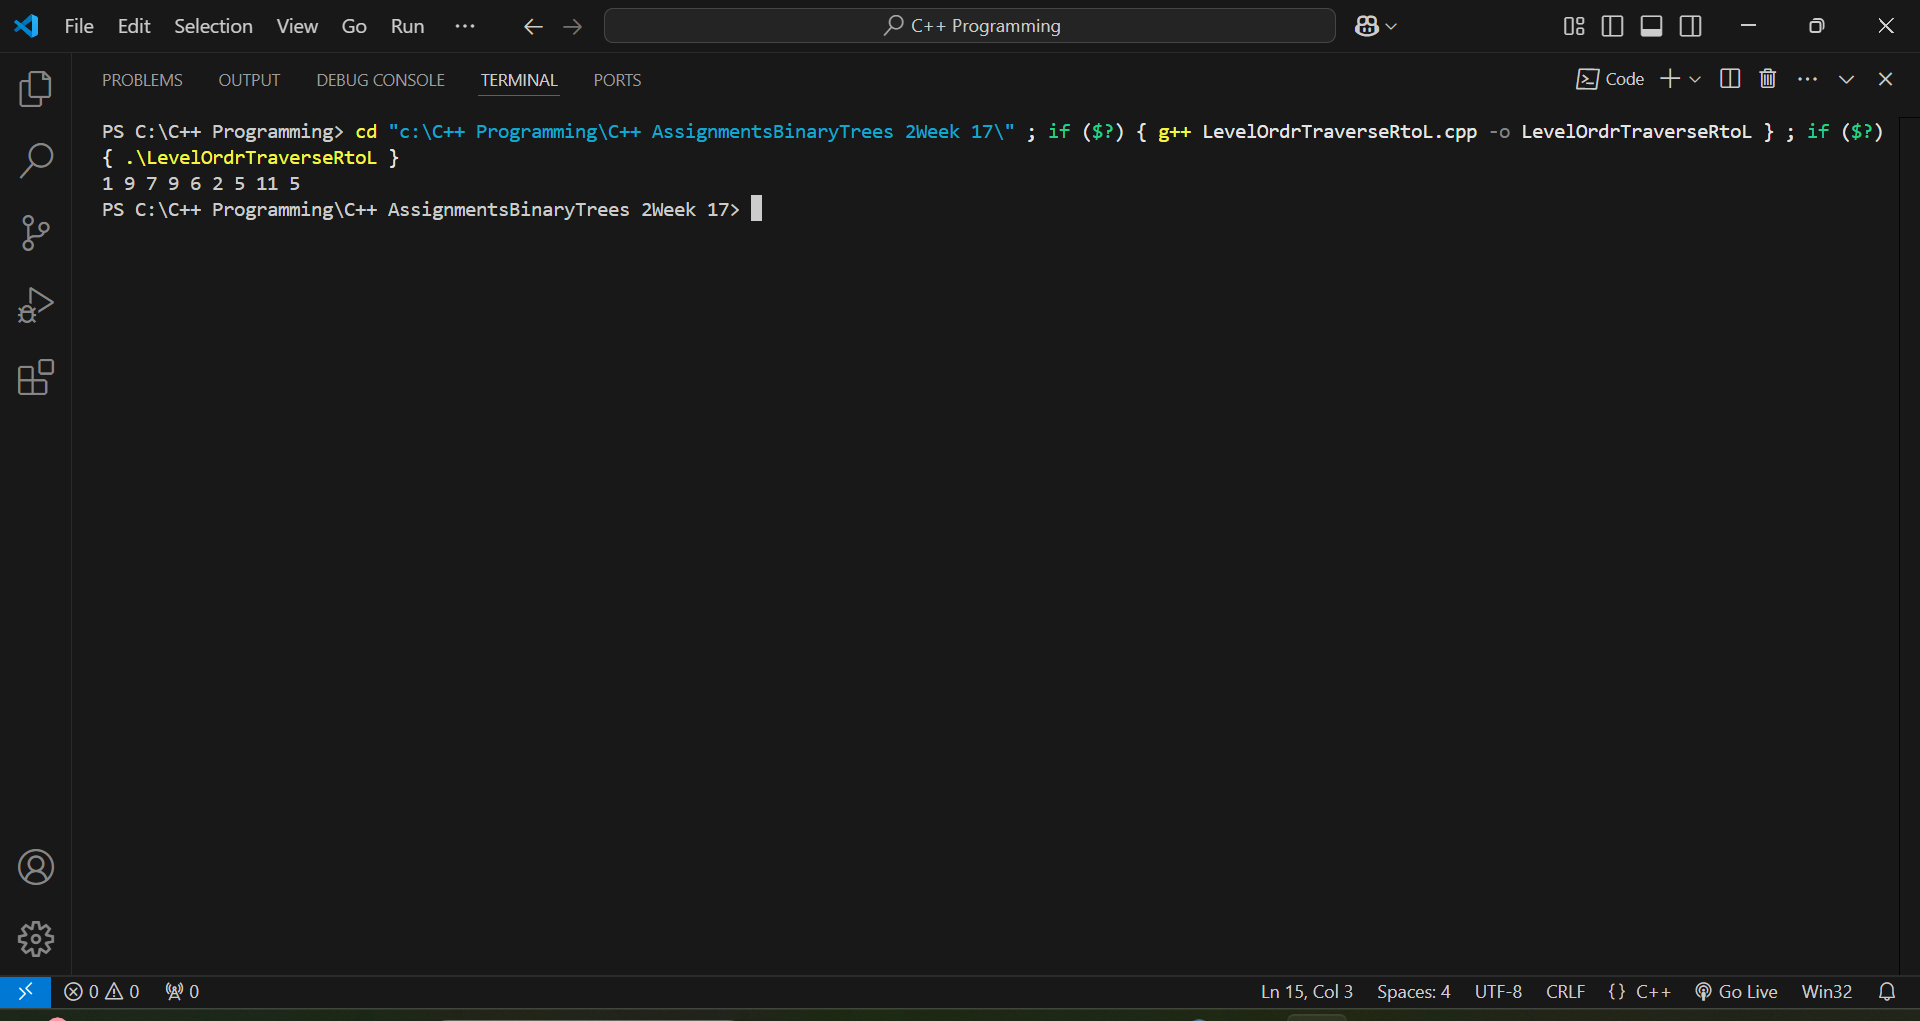 File Edit Selection View Go Run ··· C++ Programming
PROBLEMS OUTPUT DEBUG CONSOLE TERMINAL PORTS Code
PS C:\C++ Programming> cd "c:\C++ Programming\C++ AssignmentsBinaryTrees 2Week 17\" ; if ($?) { g++ LevelOrdrTraverseRtoL.cpp -o LevelOrdrTraverseRtoL } ; if ($?)
{ .\LevelOrdrTraverseRtoL }
1 9 7 9 6 2 5 11 5
PS C:\C++ Programming\C++ AssignmentsBinaryTrees 2Week 17>
0 0 0 Ln 15, Col 3 Spaces: 4 UTF-8 CRLF {} C++ Go Live Win32